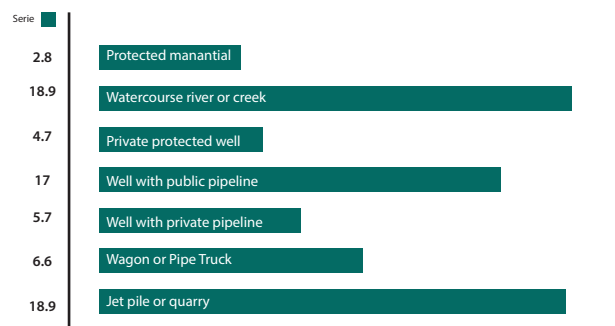 Serie
2.8 Protected manantial
18.9 Watercourse river or creek
4.7 Private protected well
17 Well with public pipeline
5.7 Well with private pipeline
6.6 Wagon or Pipe Truck
18.9 Jet pile or quarry